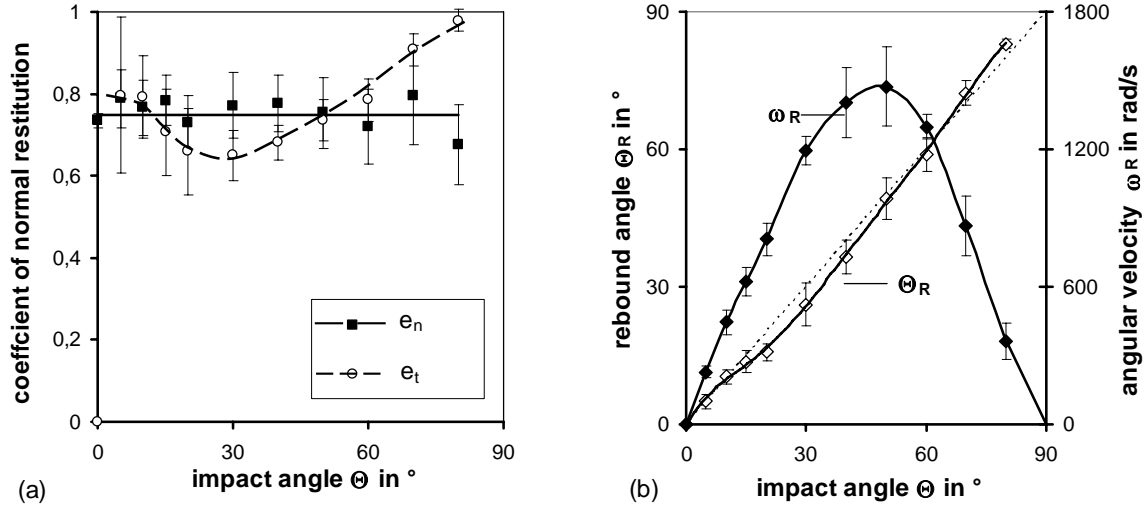 coeffcient of normal restitution
1
0,8
0,6
0,4
0,2
0
0
30
60
90
impact angle Θ in °
e_n
e_t
(a)
rebound angle Θ_R in °
90
60
30
0
0
30
60
90
impact angle Θ in °
ω_R
Θ_R
1800
1200
600
0
angular velocity ω_R in rad/s
(b)